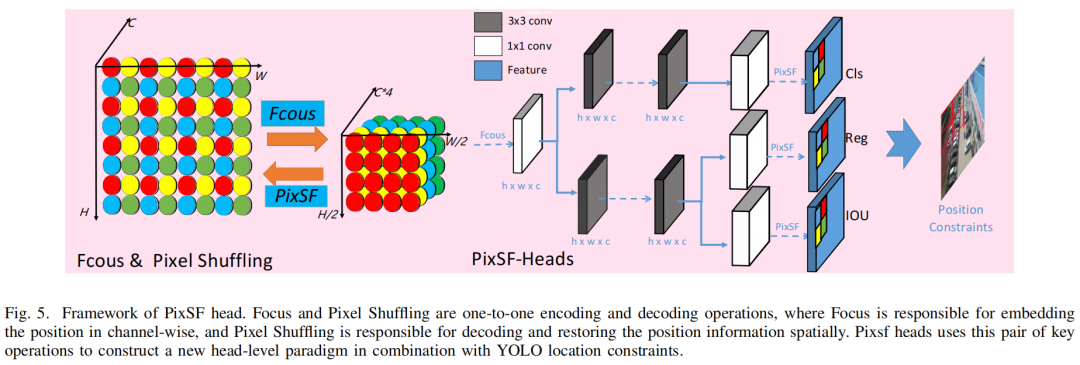 C
W
H
Fcous
PixSF
C*4
W/2
H/2
Fcous & Pixel Shuffling
3x3 conv
1x1 conv
Feature
Fcous
h x w x c
h x w x c
h x w x c
h x w x c
h x w x c
PixSF
Cls
PixSF
Reg
PixSF
IOU
Position
Constraints
PixSF-Heads
Fig. 5. Framework of PixSF head. Focus and Pixel Shuffling are one-to-one encoding and decoding operations, where Focus is responsible for embedding
the position in channel-wise, and Pixel Shuffling is responsible for decoding and restoring the position information spatially. Pixsf heads uses this pair of key
operations to construct a new head-level paradigm in combination with YOLO location constraints.